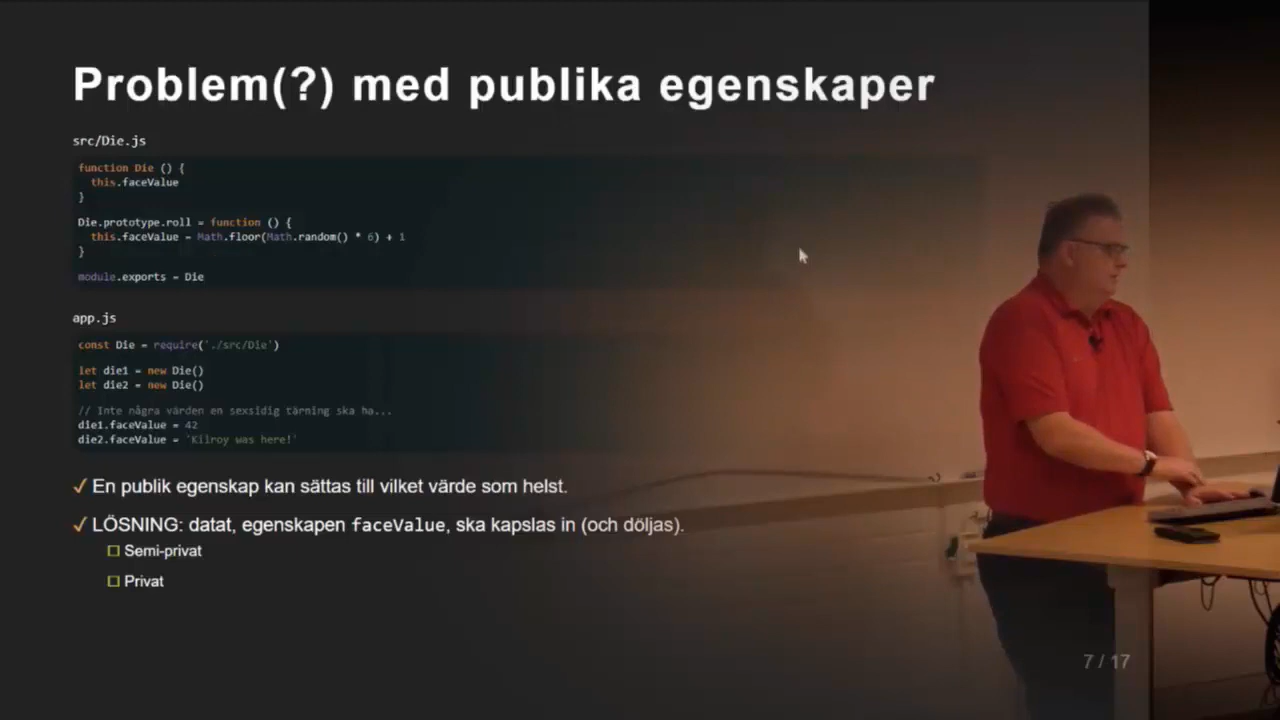 Problem(?) med publika egenskaper
src/Die.js
function Die () {
this.faceValue
}
Die.prototype.roll = function () {
this.faceValue = Math.floor(Math.random() * 6) + 1
}
module.exports = Die
app.js
const Die = require('./src/Die')
let die1 = new Die()
let die2 = new Die()
// Inte några värden en sexsidig tärning ska ha...
die1.faceValue = 42
die2.faceValue = 'Kilroy was here!'
✓ En publik egenskap kan sättas till vilket värde som helst.
✓ LÖSNING: datat, egenskapen faceValue, ska kapslas in (och döljas).
☐ Semi-privat
☐ Privat
7 / 17